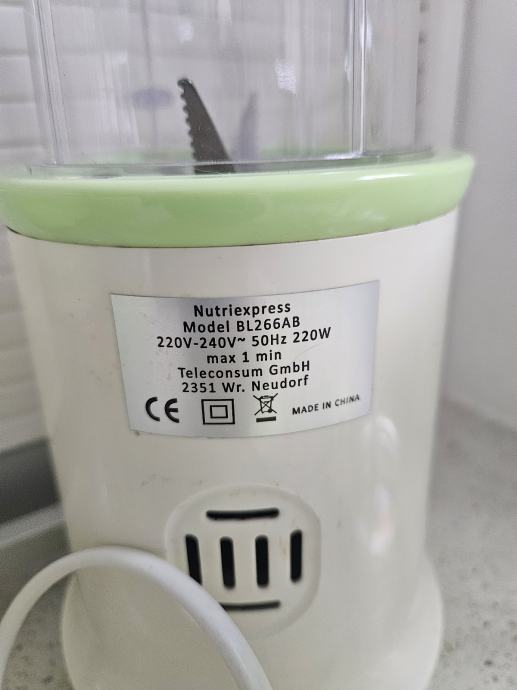 Nutriexpress
Model BL266AB
220V-240V~ 50Hz 220W
max 1 min
Teleconsum GmbH
2351 Wr. Neudorf
CE MADE IN CHINA